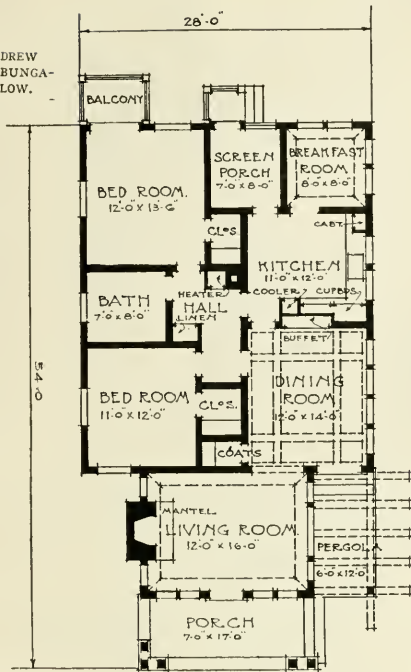 28'-0"
DREW
BUNGA-
LOW.
BALCONY
SCREEN
PORCH
7'-0" X 8'-0"
BREAKFAST
ROOM
8'-0" X 8'-0"
BED ROOM.
12'-0" X 13'-6"
CLOS.
CABT.
KITCHEN
11'-0" X 12'-0"
BATH
7'-0" X 8'-0"
HEATER
HALL
LINEN
COOLER
CUPBDS.
BUFFET
54'-0
BED ROOM
11'-0" X 12'-0"
CLOS.
DINING
ROOM
12'-0" X 14'-0"
COATS
MANTEL
LIVING ROOM
12'-0" X 16'-0"
PERGOLA
6'-0" X 12'-0"
PORCH
7'-0" X 17'-0"